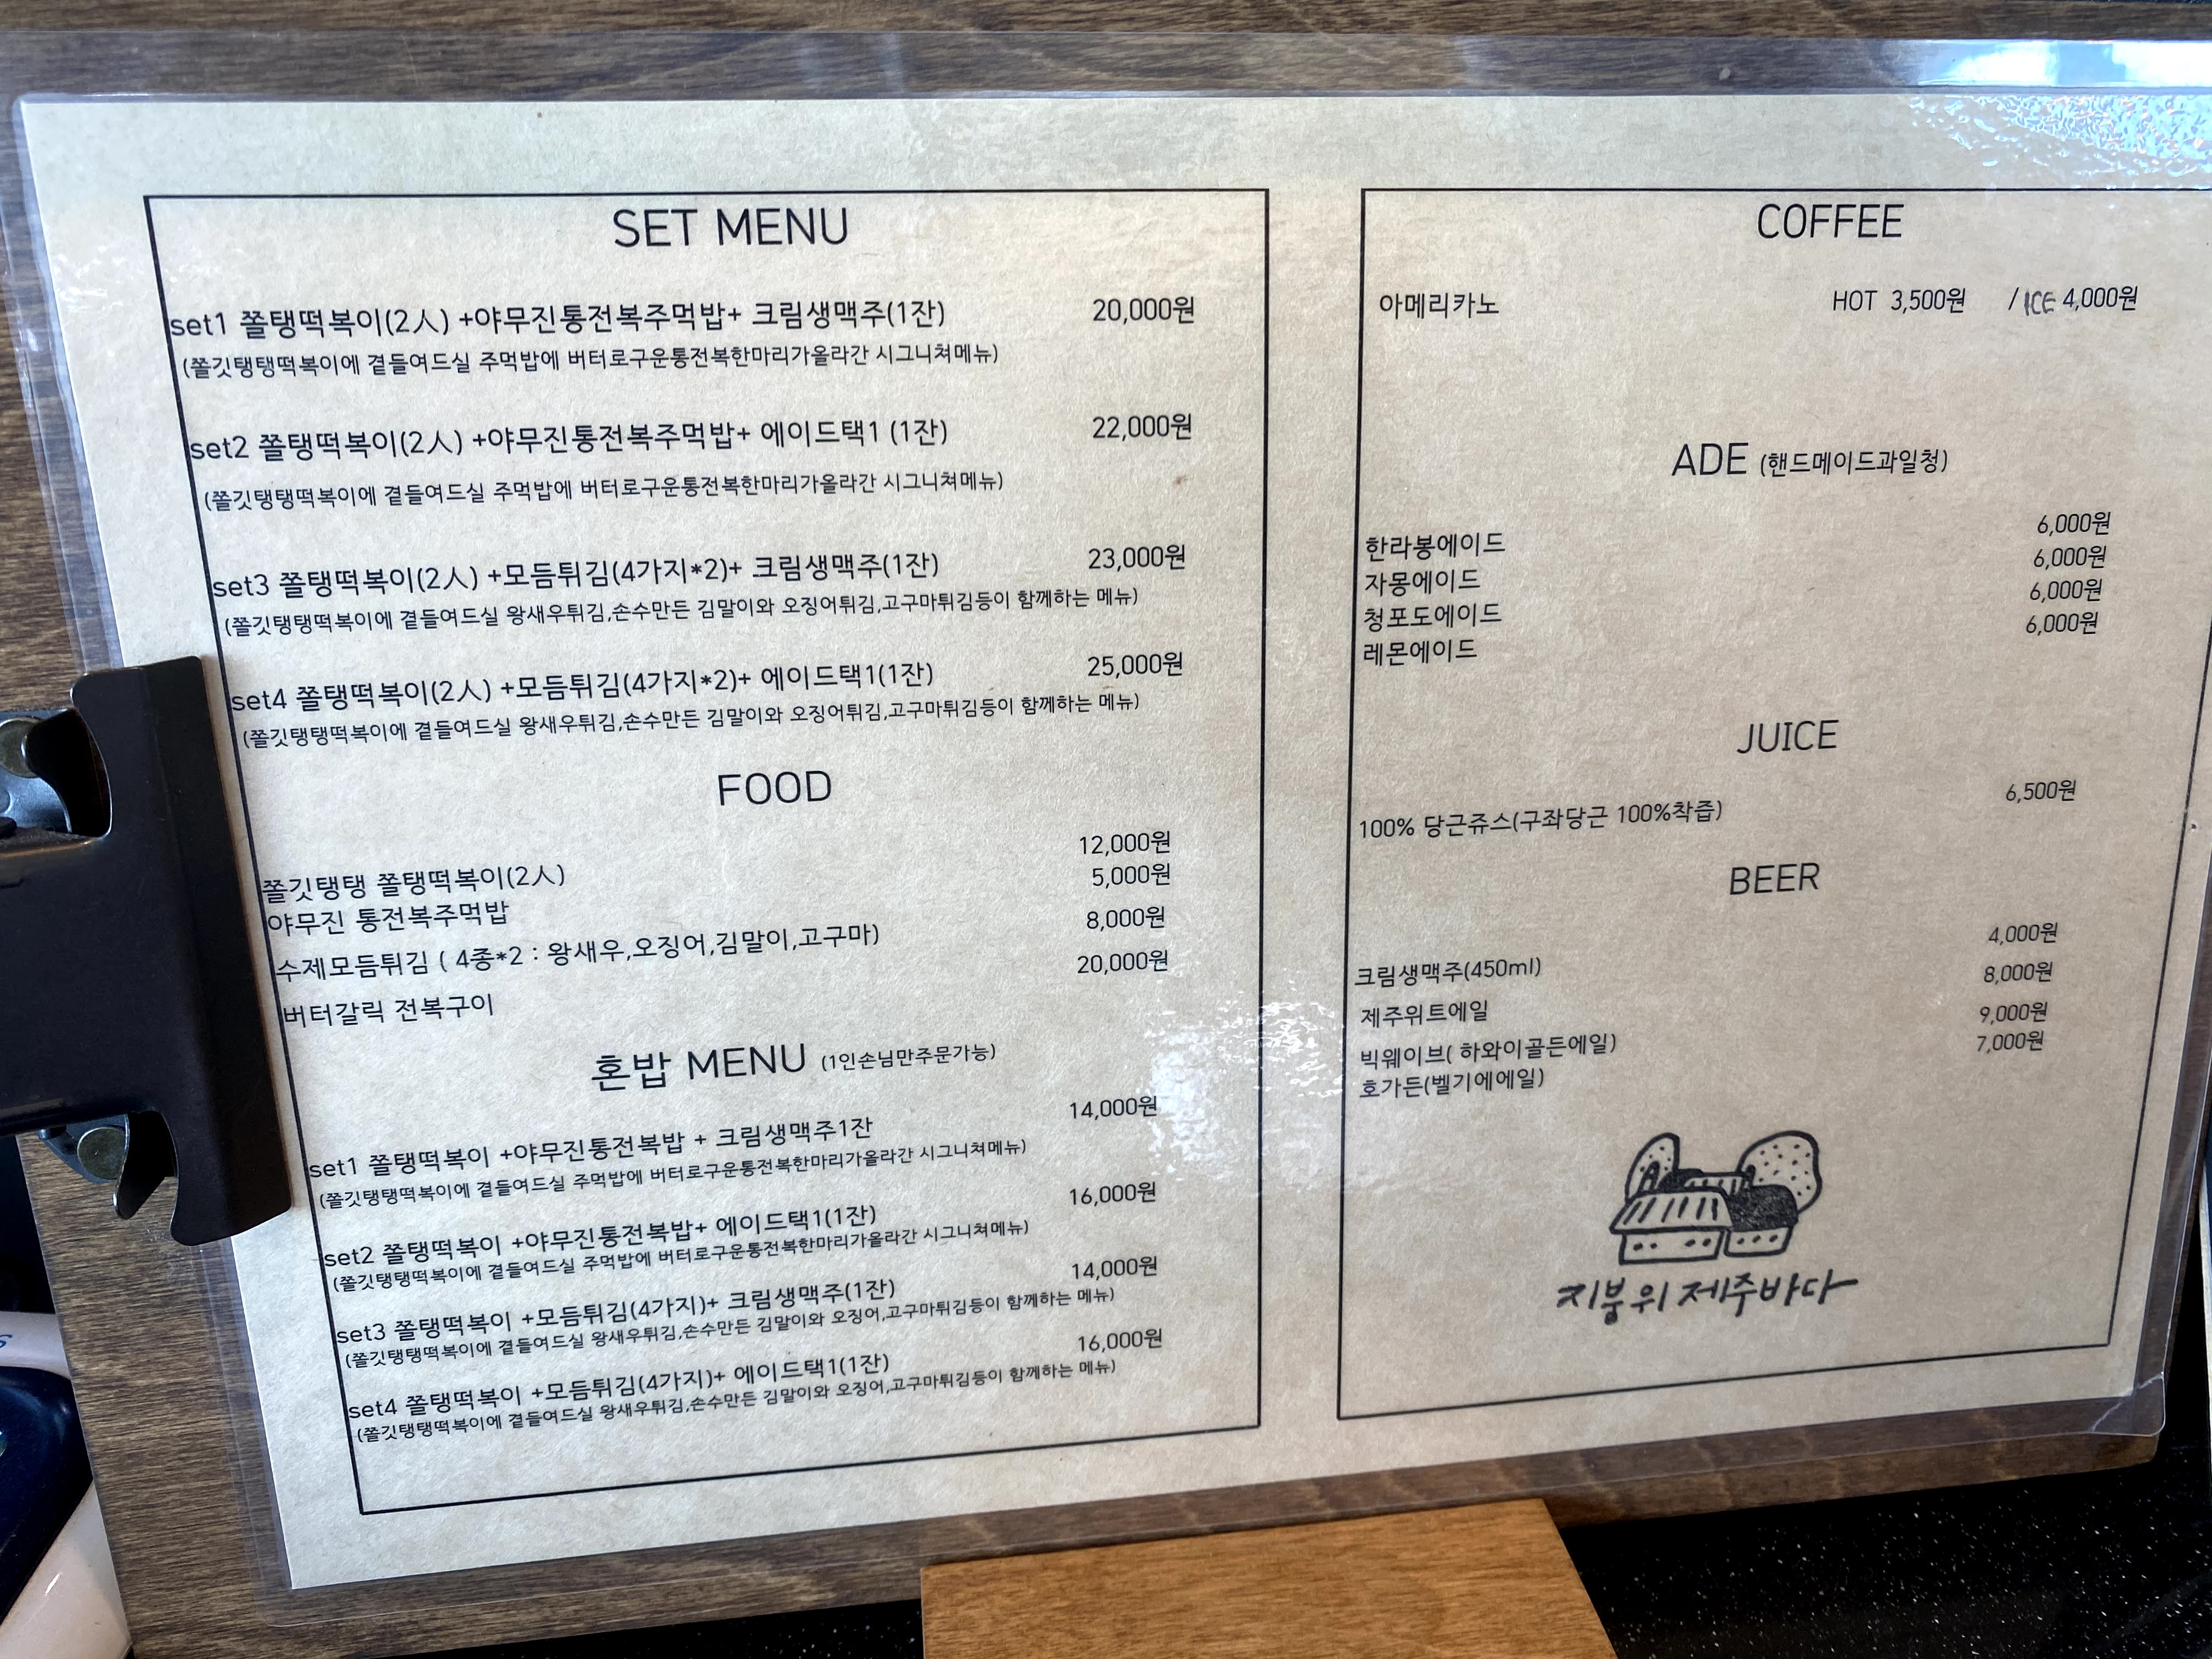 SET MENU
set1 쫄탱떡복이(2人) +야무진통전복주먹밥+ 크림생맥주(1잔) 20,000원
(쫄깃탱탱떡복이에 곁들여드실 주먹밥에 버터로구운통전복한마리가올라간 시그니쳐메뉴)
set2 쫄탱떡복이(2人) +야무진통전복주먹밥+ 에이드택1 (1잔) 22,000원
(쫄깃탱탱떡복이에 곁들여드실 주먹밥에 버터로구운통전복한마리가올라간 시그니쳐메뉴)
set3 쫄탱떡복이(2人) +모듬튀김(4가지*2)+ 크림생맥주(1잔) 23,000원
(쫄깃탱탱떡복이에 곁들여드실 왕새우튀김,손수만든 김말이와 오징어튀김,고구마튀김등이 함께하는 메뉴)
set4 쫄탱떡복이(2人) +모듬튀김(4가지*2)+ 에이드택1(1잔) 25,000원
(쫄깃탱탱떡복이에 곁들여드실 왕새우튀김,손수만든 김말이와 오징어튀김,고구마튀김등이 함께하는 메뉴)
FOOD
쫄깃탱탱 쫄탱떡복이(2人) 12,000원
야무진 통전복주먹밥 5,000원
수제모듬튀김 ( 4종*2 : 왕새우,오징어,김말이,고구마) 8,000원
버터갈릭 전복구이 20,000원
혼밥 MENU (1인손님만주문가능)
set1 쫄탱떡복이 +야무진통전복밥 + 크림생맥주1잔 14,000원
(쫄깃탱탱떡복이에 곁들여드실 주먹밥에 버터로구운통전복한마리가올라간 시그니쳐메뉴)
set2 쫄탱떡복이 +야무진통전복밥+ 에이드택1(1잔) 16,000원
(쫄깃탱탱떡복이에 곁들여드실 주먹밥에 버터로구운통전복한마리가올라간 시그니쳐메뉴)
set3 쫄탱떡복이 +모듬튀김(4가지)+ 크림생맥주(1잔) 14,000원
(쫄깃탱탱떡복이에 곁들여드실 왕새우튀김,손수만든 김말이와 오징어,고구마튀김등이 함께하는 메뉴)
set4 쫄탱떡복이 +모듬튀김(4가지)+ 에이드택1(1잔) 16,000원
(쫄깃탱탱떡복이에 곁들여드실 왕새우튀김,손수만든 김말이와 오징어,고구마튀김등이 함께하는 메뉴)
COFFEE
아메리카노 HOT 3,500원 / ICE 4,000원
ADE (핸드메이드과일청)
한라봉에이드 6,000원
자몽에이드 6,000원
청포도에이드 6,000원
레몬에이드 6,000원
JUICE
100% 당근쥬스(구좌당근 100%착즙) 6,500원
BEER
크림생맥주(450ml) 4,000원
제주위트에일 8,000원
빅웨이브( 하와이골든에일) 9,000원
호가든(벨기에에일) 7,000원
지붕위 제주바다